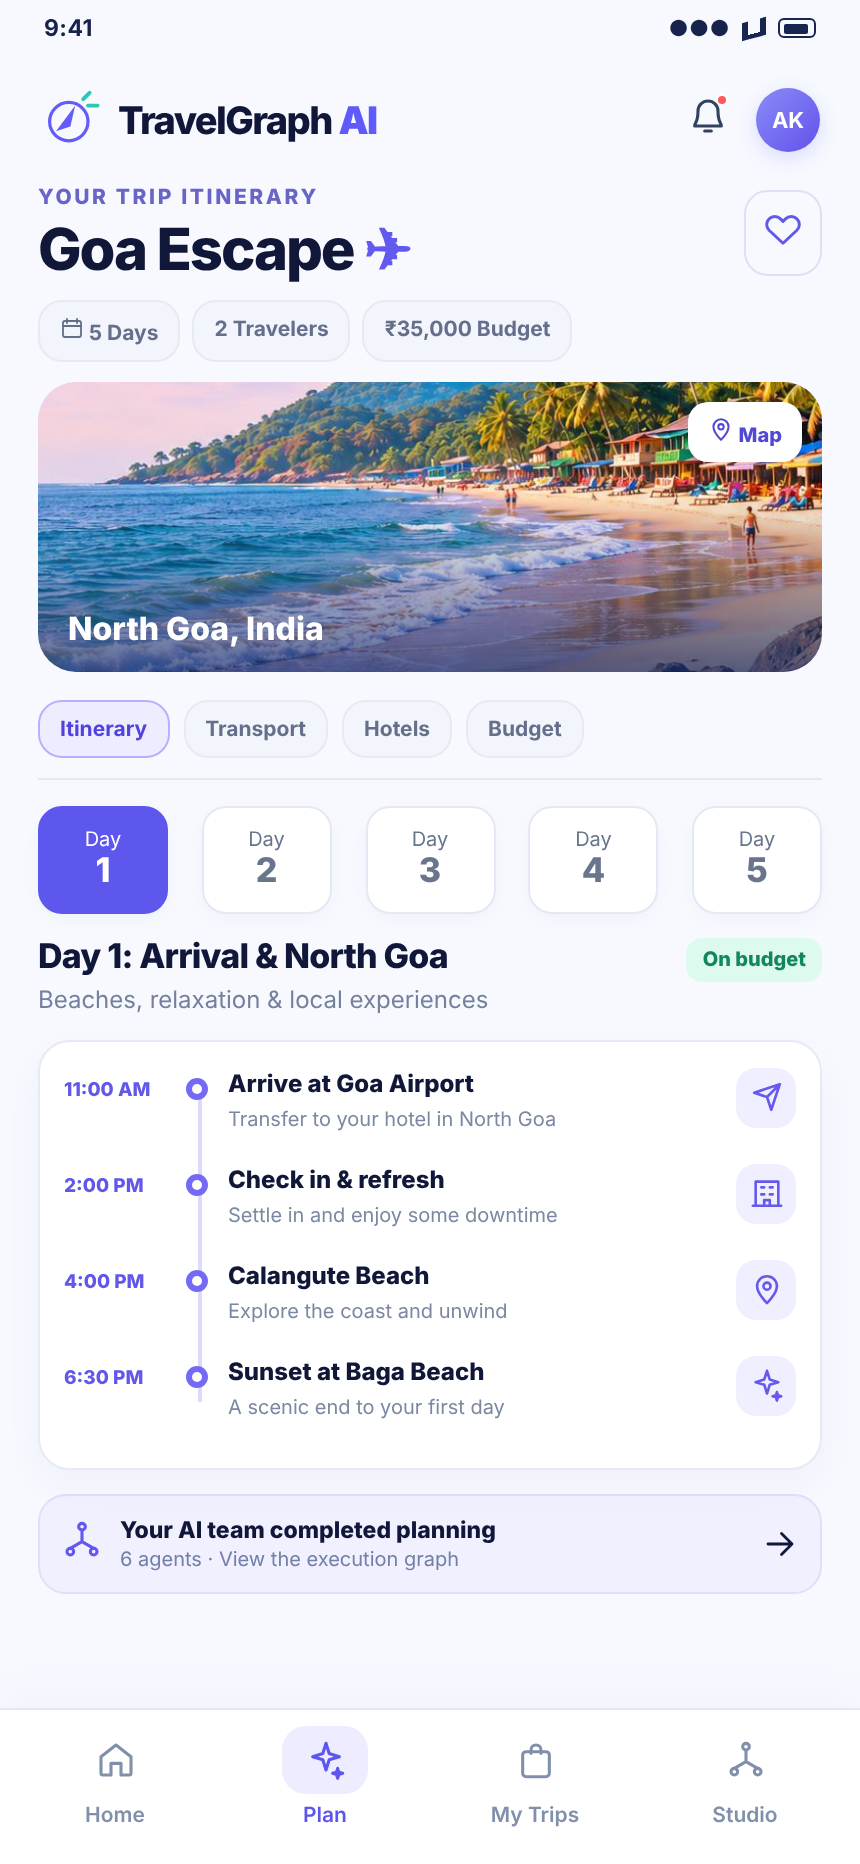 9:41
TravelGraph AI
AK
YOUR TRIP ITINERARY
Goa Escape ✈
5 Days
2 Travelers
₹35,000 Budget
Map
North Goa, India
Itinerary
Transport
Hotels
Budget
Day
1
Day
2
Day
3
Day
4
Day
5
Day 1: Arrival & North Goa
On budget
Beaches, relaxation & local experiences
11:00 AM
Arrive at Goa Airport
Transfer to your hotel in North Goa
2:00 PM
Check in & refresh
Settle in and enjoy some downtime
4:00 PM
Calangute Beach
Explore the coast and unwind
6:30 PM
Sunset at Baga Beach
A scenic end to your first day
Your AI team completed planning
6 agents · View the execution graph
Home
Plan
My Trips
Studio